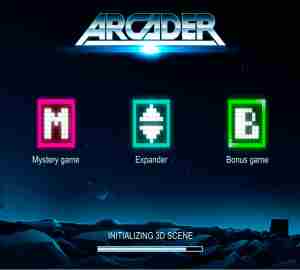 ARCADER
M
B
Mystery game
Expander
Bonus game
INITIALIZING 3D SCENE